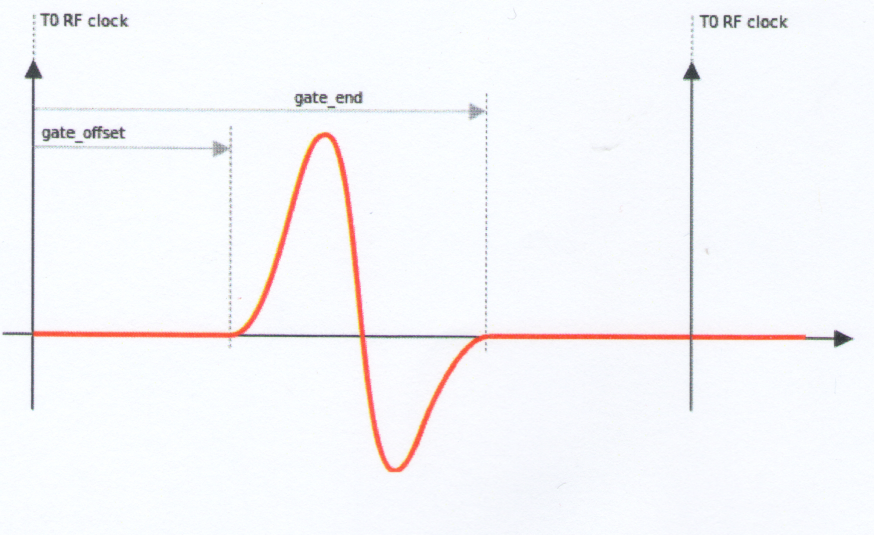 T0 RF clock
T0 RF clock
gate_end
gate_offset